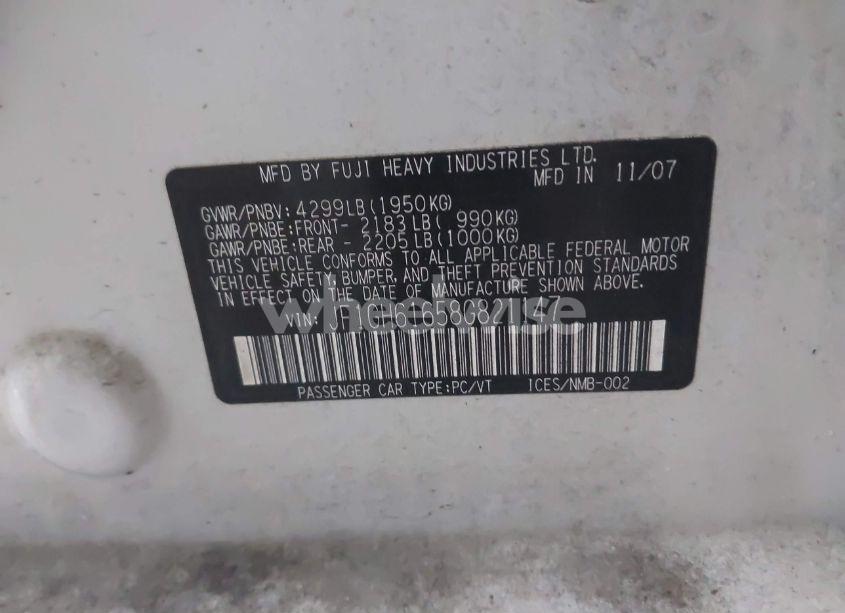 MFD BY FUJI HEAVY INDUSTRIES LTD.
MFD IN 11/07
GVWR/PNBV: 4299LB(1950KG)
GAWR/PNBE:FRONT- 2183LB( 990KG)
GAWR/PNBE:REAR - 2205LB(1000KG)
THIS VEHICLE CONFORMS TO ALL APPLICABLE FEDERAL MOTOR
VEHICLE SAFETY, BUMPER, AND THEFT PREVENTION STANDARDS
IN EFFECT ON THE DATE OF MANUFACTURE SHOWN ABOVE.
VIN:
wheelwise
PASSENGER CAR TYPE:PC/VT ICES/NMB-002